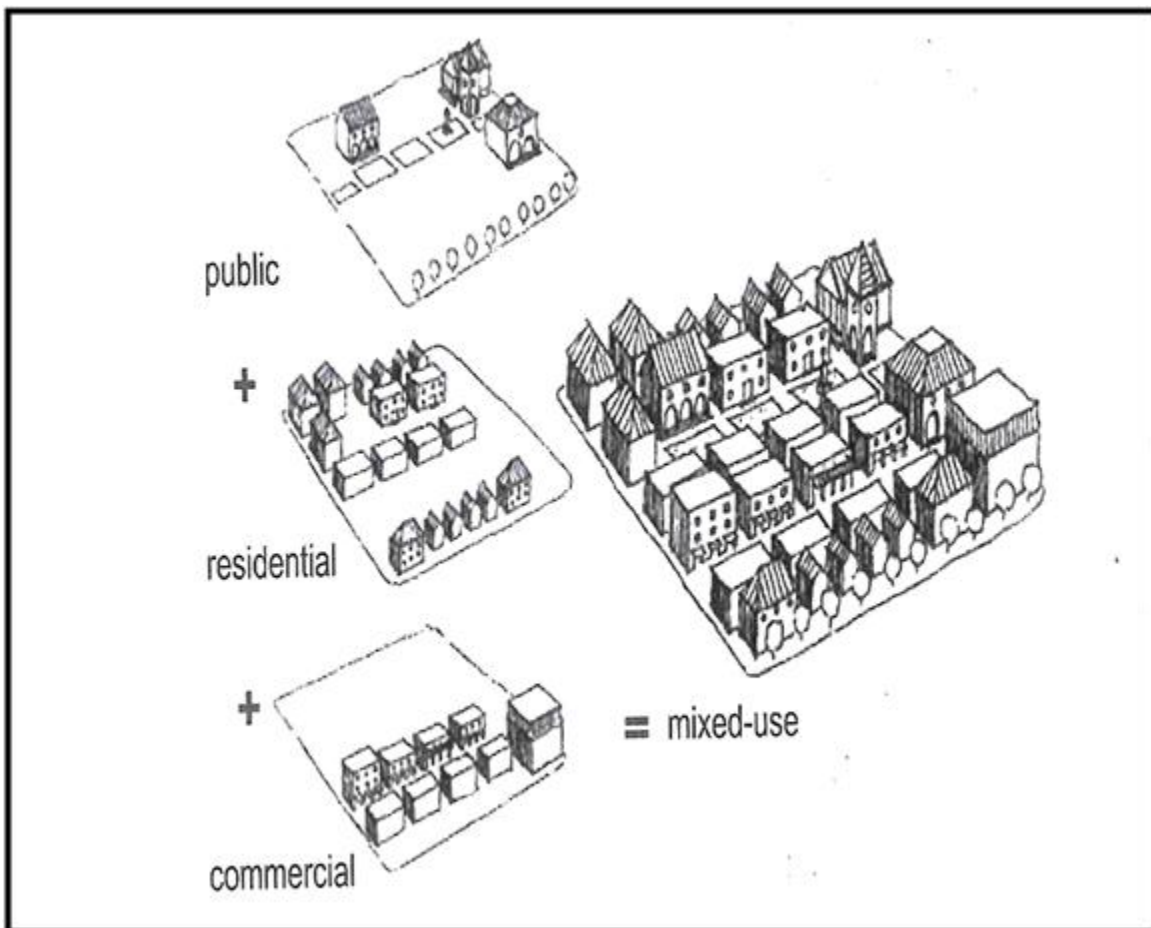 public
+
residential
+
commercial
= mixed-use